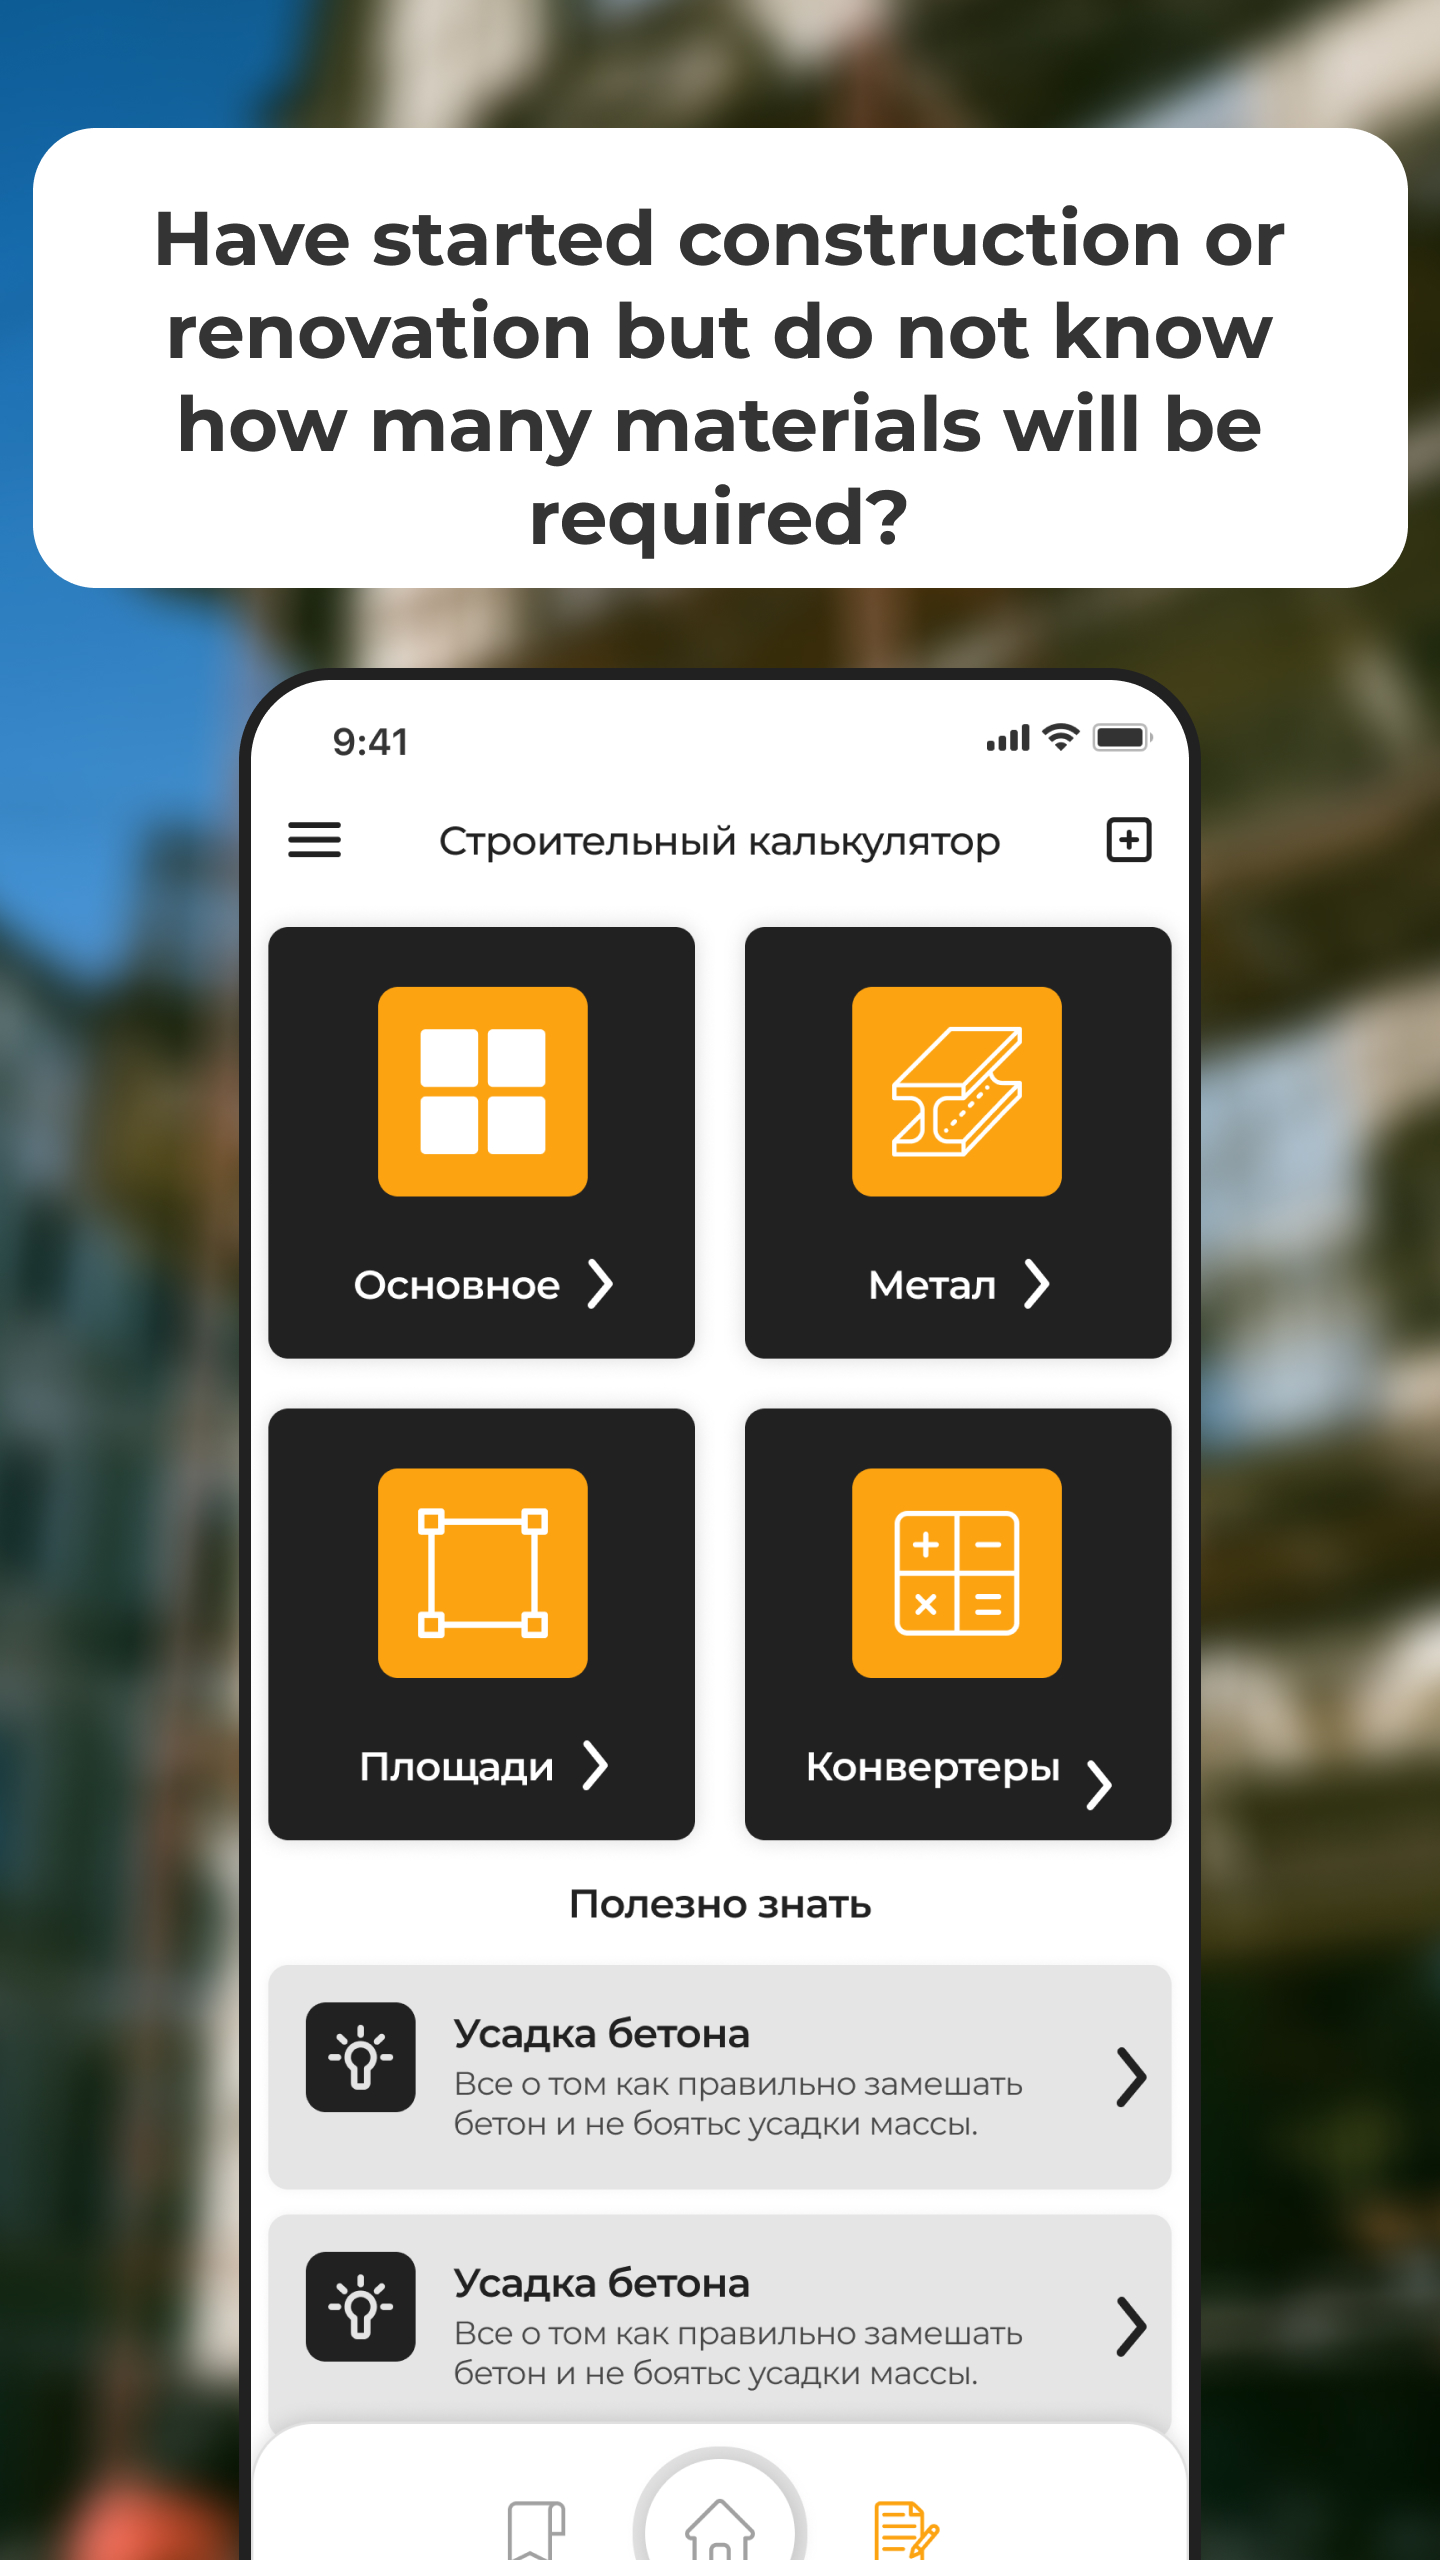 Have started construction or
renovation but do not know
how many materials will be
required?
9:41
Строительный калькулятор
Основное
Метал
Площади
Конвертеры
Полезно знать
Усадка бетона
Все о том как правильно замешать
бетон и не боятьс усадки массы.
Усадка бетона
Все о том как правильно замешать
бетон и не боятьс усадки массы.